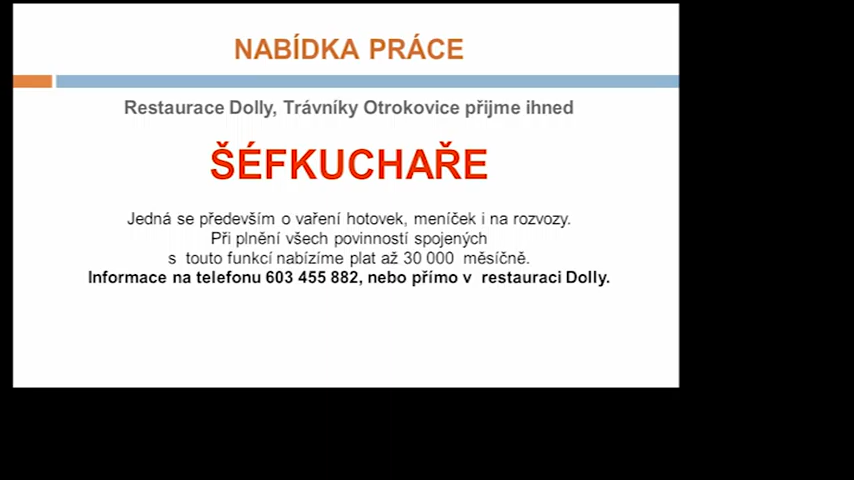 NABÍDKA PRÁCE
Restaurace Dolly, Trávníky Otrokovice přijme ihned
ŠÉFKUCHAŘE
Jedná se především o vaření hotovek, meníček i na rozvozy.
Při plnění všech povinností spojených
s touto funkcí nabízíme plat až 30 000 měsíčně.
Informace na telefonu 603 455 882, nebo přímo v restauraci Dolly.